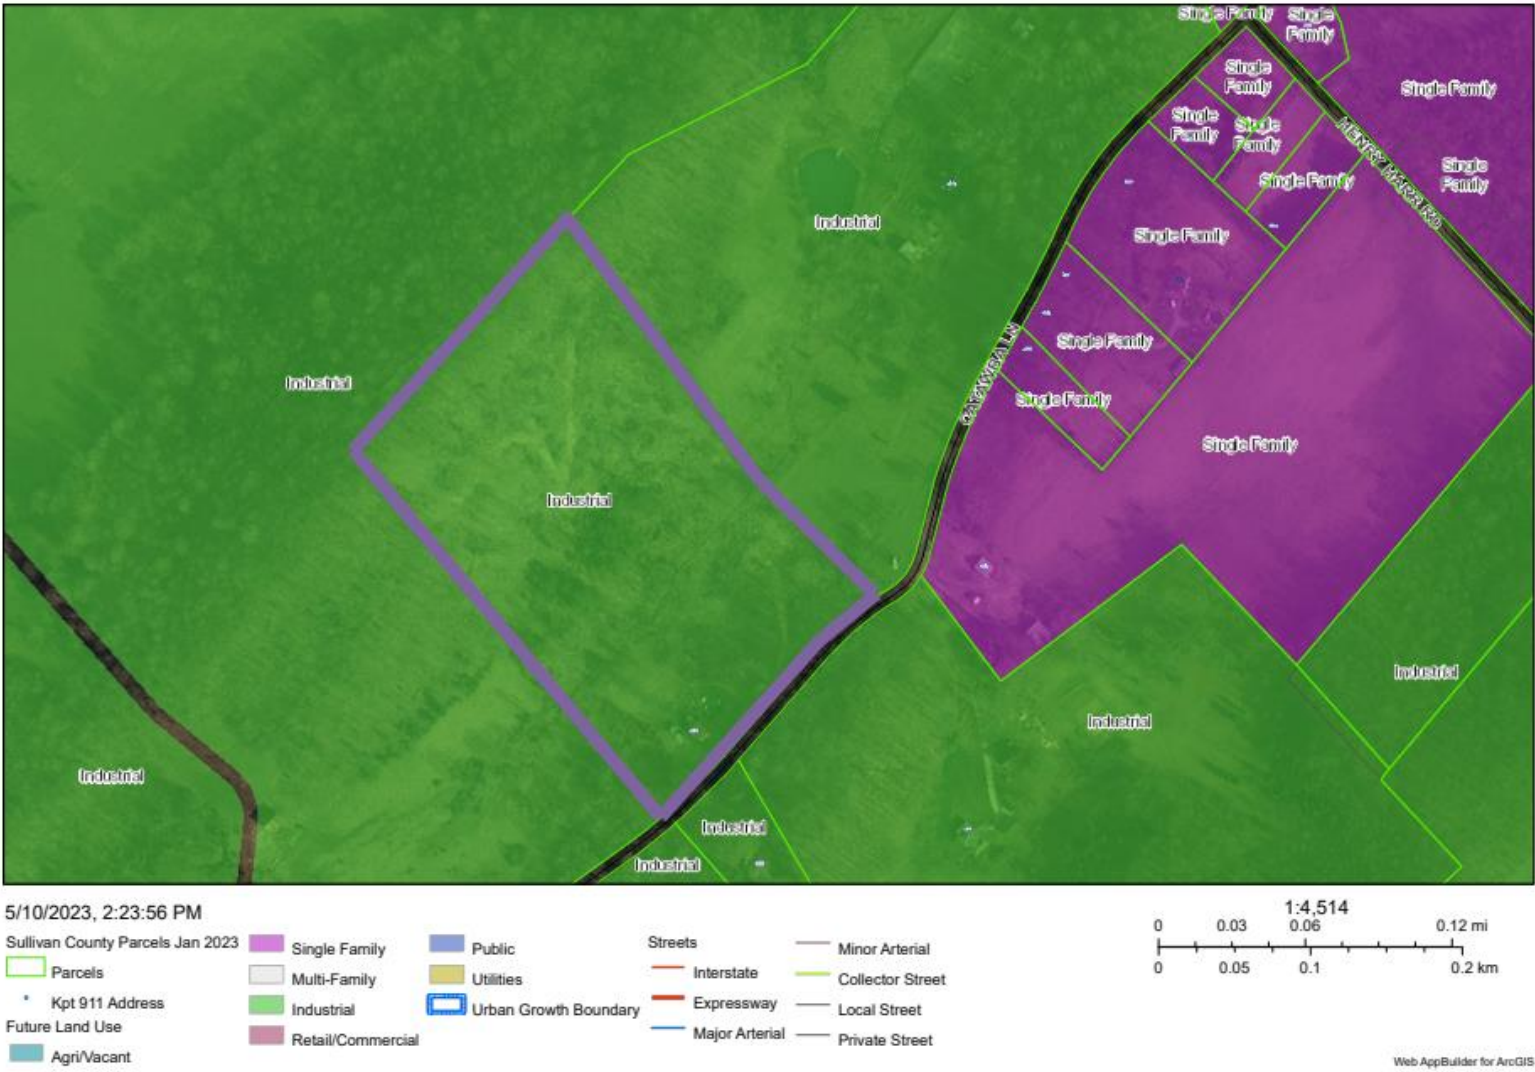 Single Family
Single
Family
Single
Family
Single Family
Single
Family
Single
Family
HENRY HARR RD
Single
Family
Single Family
Industrial
Single Family
Single Family
Industrial
Single Family
Single Family
Industrial
Industrial
Industrial
Industrial
Industrial
Industrial
5/10/2023, 2:23:56 PM
Sullivan County Parcels Jan 2023
Parcels
Kpt 911 Address
Future Land Use
Agri/Vacant
Single Family
Multi-Family
Industrial
Retail/Commercial
Public
Utilities
Urban Growth Boundary
Streets
Interstate
Expressway
Major Arterial
Minor Arterial
Collector Street
Local Street
Private Street
1:4,514
0 0.03 0.06 0.12 mi
0 0.05 0.1 0.2 km
Web AppBuilder for ArcGIS